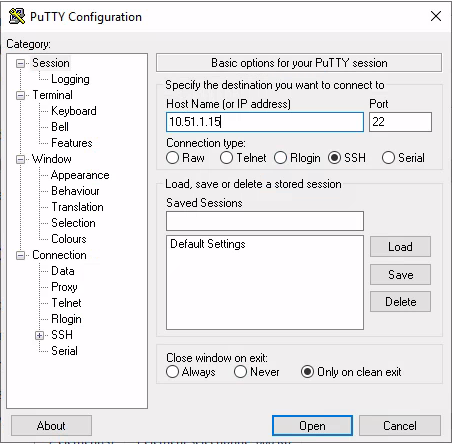 PuTTY Configuration
Category:
Session
Logging
Terminal
Keyboard
Bell
Features
Window
Appearance
Behaviour
Translation
Selection
Colours
Connection
Data
Proxy
Telnet
Rlogin
SSH
Serial
Basic options for your PuTTY session
Specify the destination you want to connect to
Host Name (or IP address) Port
10.51.1.15 22
Connection type:
Raw Telnet Rlogin SSH Serial
Load, save or delete a stored session
Saved Sessions
Default Settings
Load
Save
Delete
Close window on exit:
Always Never Only on clean exit
About Open Cancel